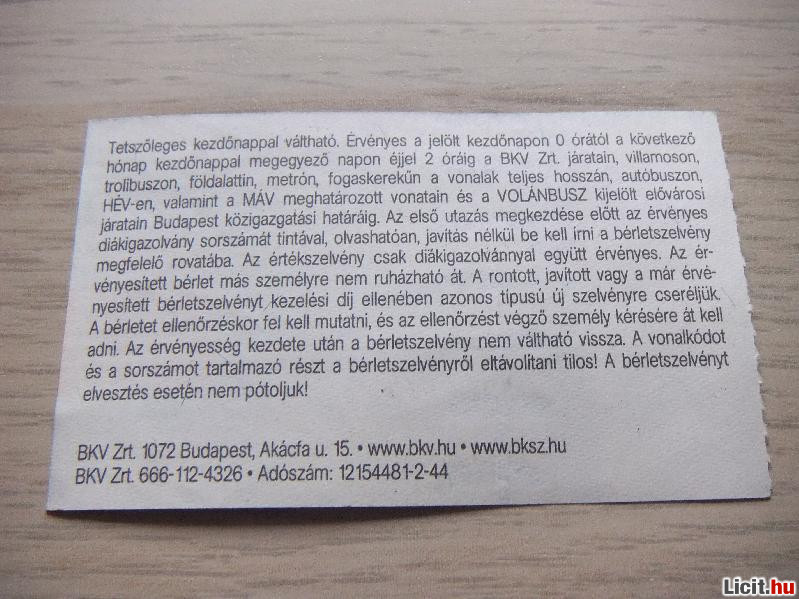 Tetszőleges kezdőnappal váltható. Érvényes a jelölt kezdőnapon 0 órától a következő
hónap kezdőnappal megegyező napon éjjel 2 óráig a BKV Zrt. járatain, villamoson,
trolibuszon, földalattin, metrón, fogaskerekűn a vonalak teljes hosszán, autóbuszon,
HÉV-en, valamint a MÁV meghatározott vonatain és a VOLÁNBUSZ kijelölt elővárosi
járatain Budapest közigazgatási határáig. Az első utazás megkezdése előtt az érvényes
diákigazolvány sorszámát tintával, olvashatóan, javítás nélkül be kell írni a bérletszelvény
megfelelő rovatába. Az értékszelvény csak diákigazolvánnyal együtt érvényes. Az ér-
vényesített bérlet más személyre nem ruházható át. A rontott, javított vagy a már érvé-
nyesített bérletszelvényt kezelési díj ellenében azonos típusú új szelvényre cseréljük.
A bérletet ellenőrzéskor fel kell mutatni, és az ellenőrzést végző személy kérésére át kell
adni. Az érvényesség kezdete után a bérletszelvény nem váltható vissza. A vonalkódot
és a sorszámot tartalmazó részt a bérletszelvényről eltávolítani tilos! A bérletszelvényt
elvesztés esetén nem pótoljuk!
BKV Zrt. 1072 Budapest, Akácfa u. 15. • www.bkv.hu • www.bksz.hu
BKV Zrt. 666-112-4326 • Adószám: 12154481-2-44
Licit.hu